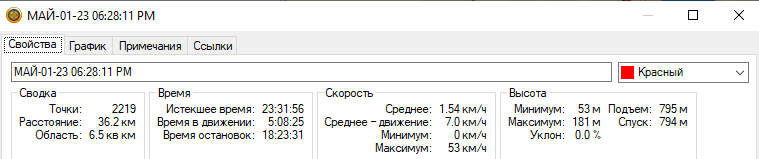 МАЙ-01-23 06:28:11 PM
Свойства График Примечания Ссылки
МАЙ-01-23 06:28:11 PM Красный
Сводка
Точки: 2219
Расстояние: 36.2 км
Область: 6.5 кв км
Время
Истекшее время: 23:31:56
Время в движении: 5:08:25
Время остановок: 18:23:31
Скорость
Среднее: 1.54 км/ч
Среднее - движение: 7.0 км/ч
Минимум: 0 км/ч
Максимум: 53 км/ч
Высота
Минимум: 53 м Подъем: 795 м
Максимум: 181 м Спуск: 794 м
Уклон: 0.0 %